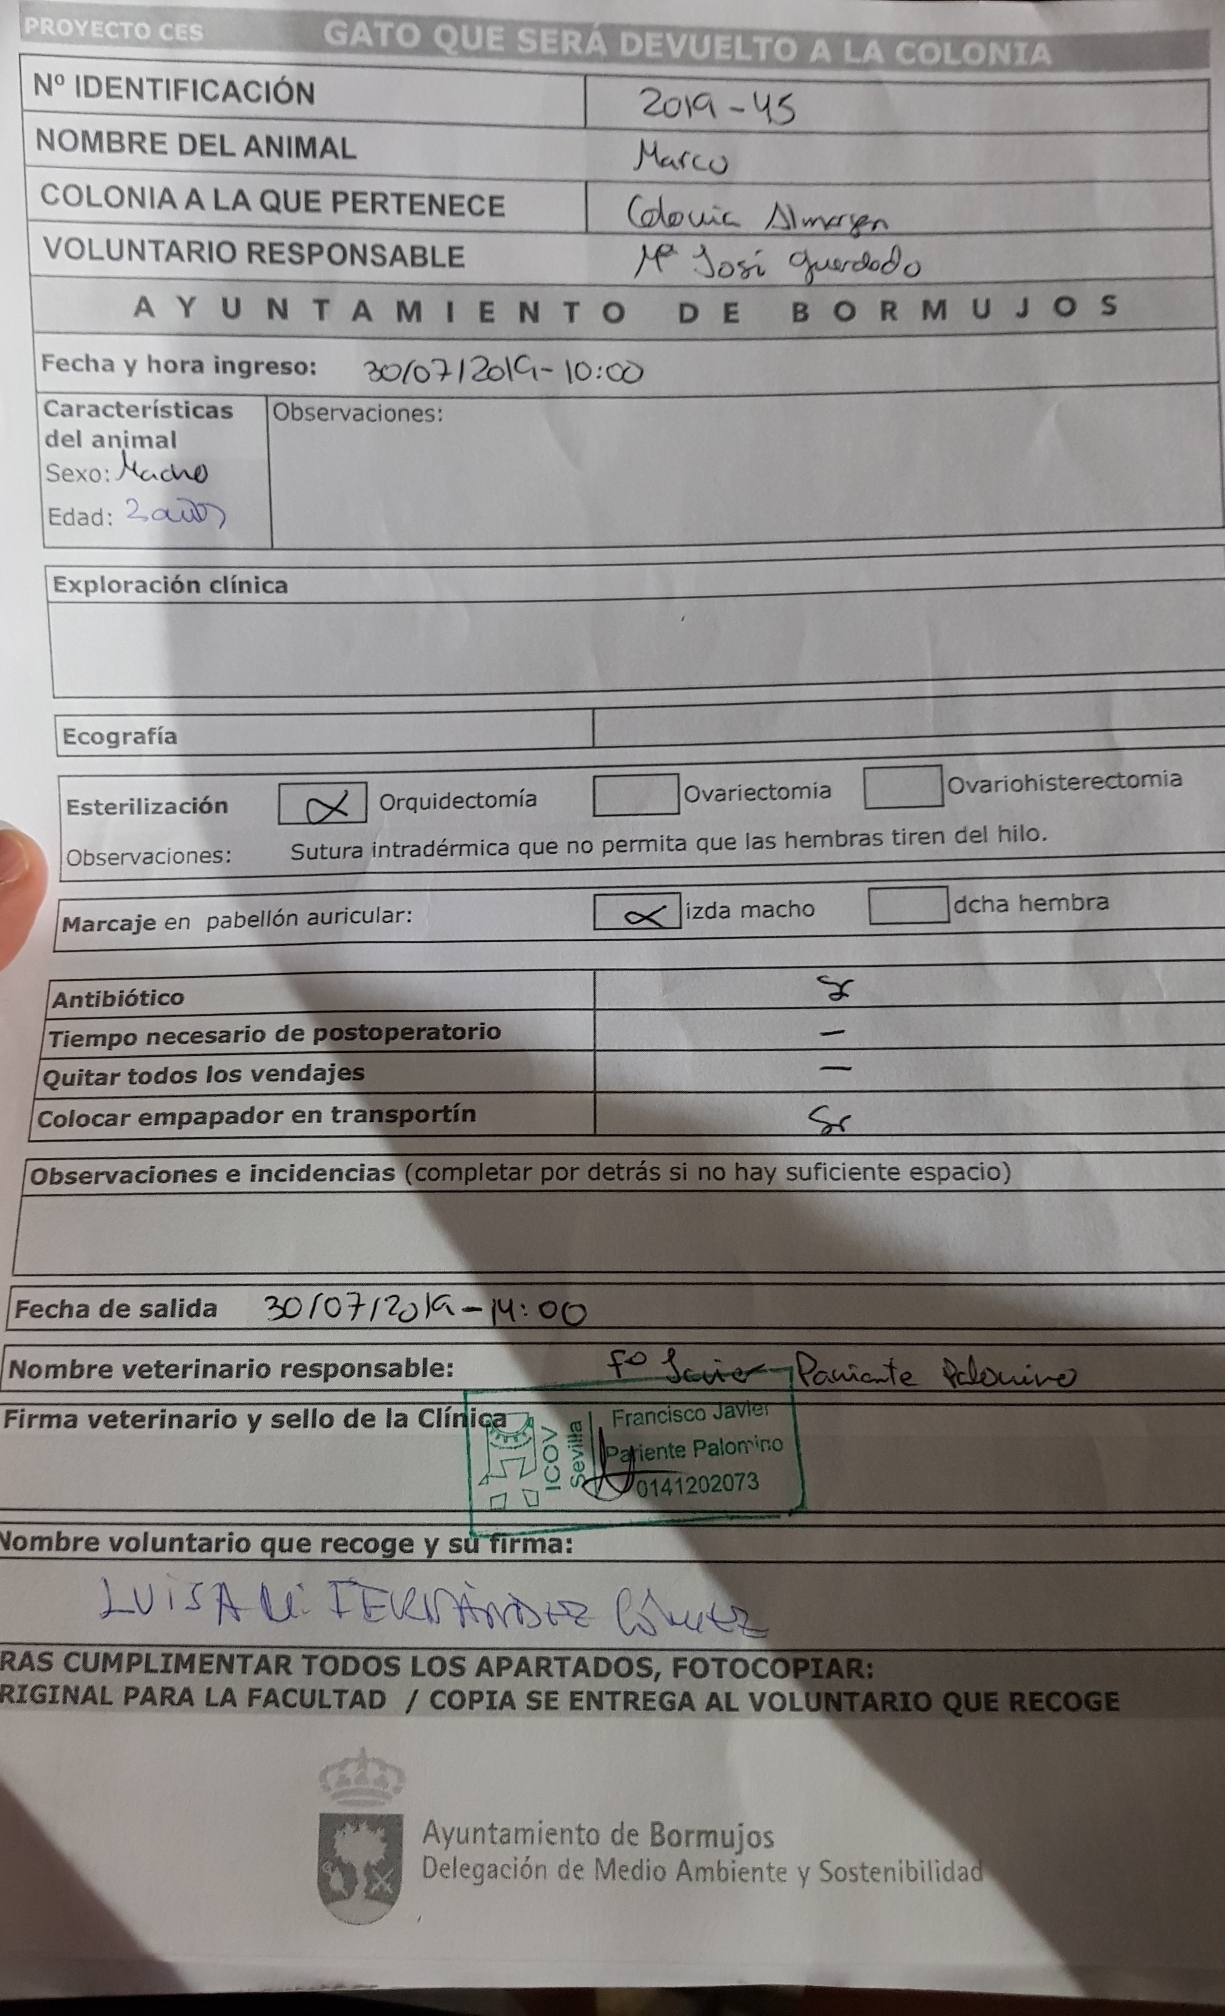 PROYECTO CES GATO QUE SERÁ DEVUELTO A LA COLONIA
Nº IDENTIFICACIÓN 2019-45
NOMBRE DEL ANIMAL Marco
COLONIA A LA QUE PERTENECE Colonia Almargen
VOLUNTARIO RESPONSABLE Mª José Guardado
AYUNTAMIENTO DE BORMUJOS
Fecha y hora ingreso: 30/07/2019-10:00
Características Observaciones:
del animal
Sexo: Macho
Edad: 2 años
Exploración clínica
Ecografía
Esterilización Orquidectomía Ovariectomia Ovariohisterectomia
Observaciones: Sutura intradérmica que no permita que las hembras tiren del hilo.
Marcaje en pabellón auricular: izda macho dcha hembra
Antibiótico Si
Tiempo necesario de postoperatorio —
Quitar todos los vendajes —
Colocar empapador en transportín Si
Observaciones e incidencias (completar por detrás si no hay suficiente espacio)
Fecha de salida 30/07/2019-14:00
Nombre veterinario responsable: Fº Javier Pariente Palomino
Firma veterinario y sello de la Clínica
ICOV
Sevilla
Francisco Javier
Pariente Palomino
0141202073
Nombre voluntario que recoge y su firma:
LUISA M. FERNÁNDEZ GÓMEZ
RAS CUMPLIMENTAR TODOS LOS APARTADOS, FOTOCOPIAR:
RIGINAL PARA LA FACULTAD / COPIA SE ENTREGA AL VOLUNTARIO QUE RECOGE
Ayuntamiento de Bormujos
Delegación de Medio Ambiente y Sostenibilidad